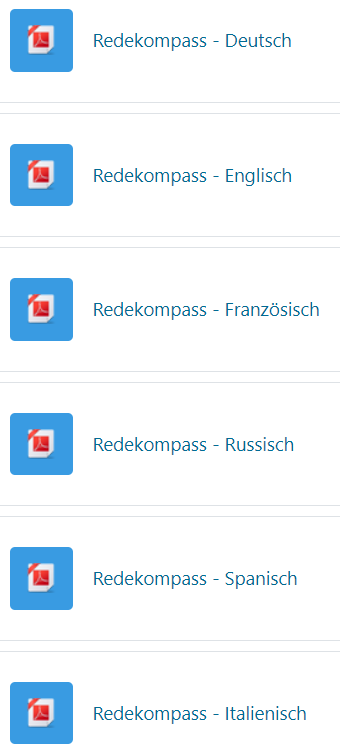 Redekompass - Deutsch
Redekompass - Englisch
Redekompass - Französisch
Redekompass - Russisch
Redekompass - Spanisch
Redekompass - Italienisch